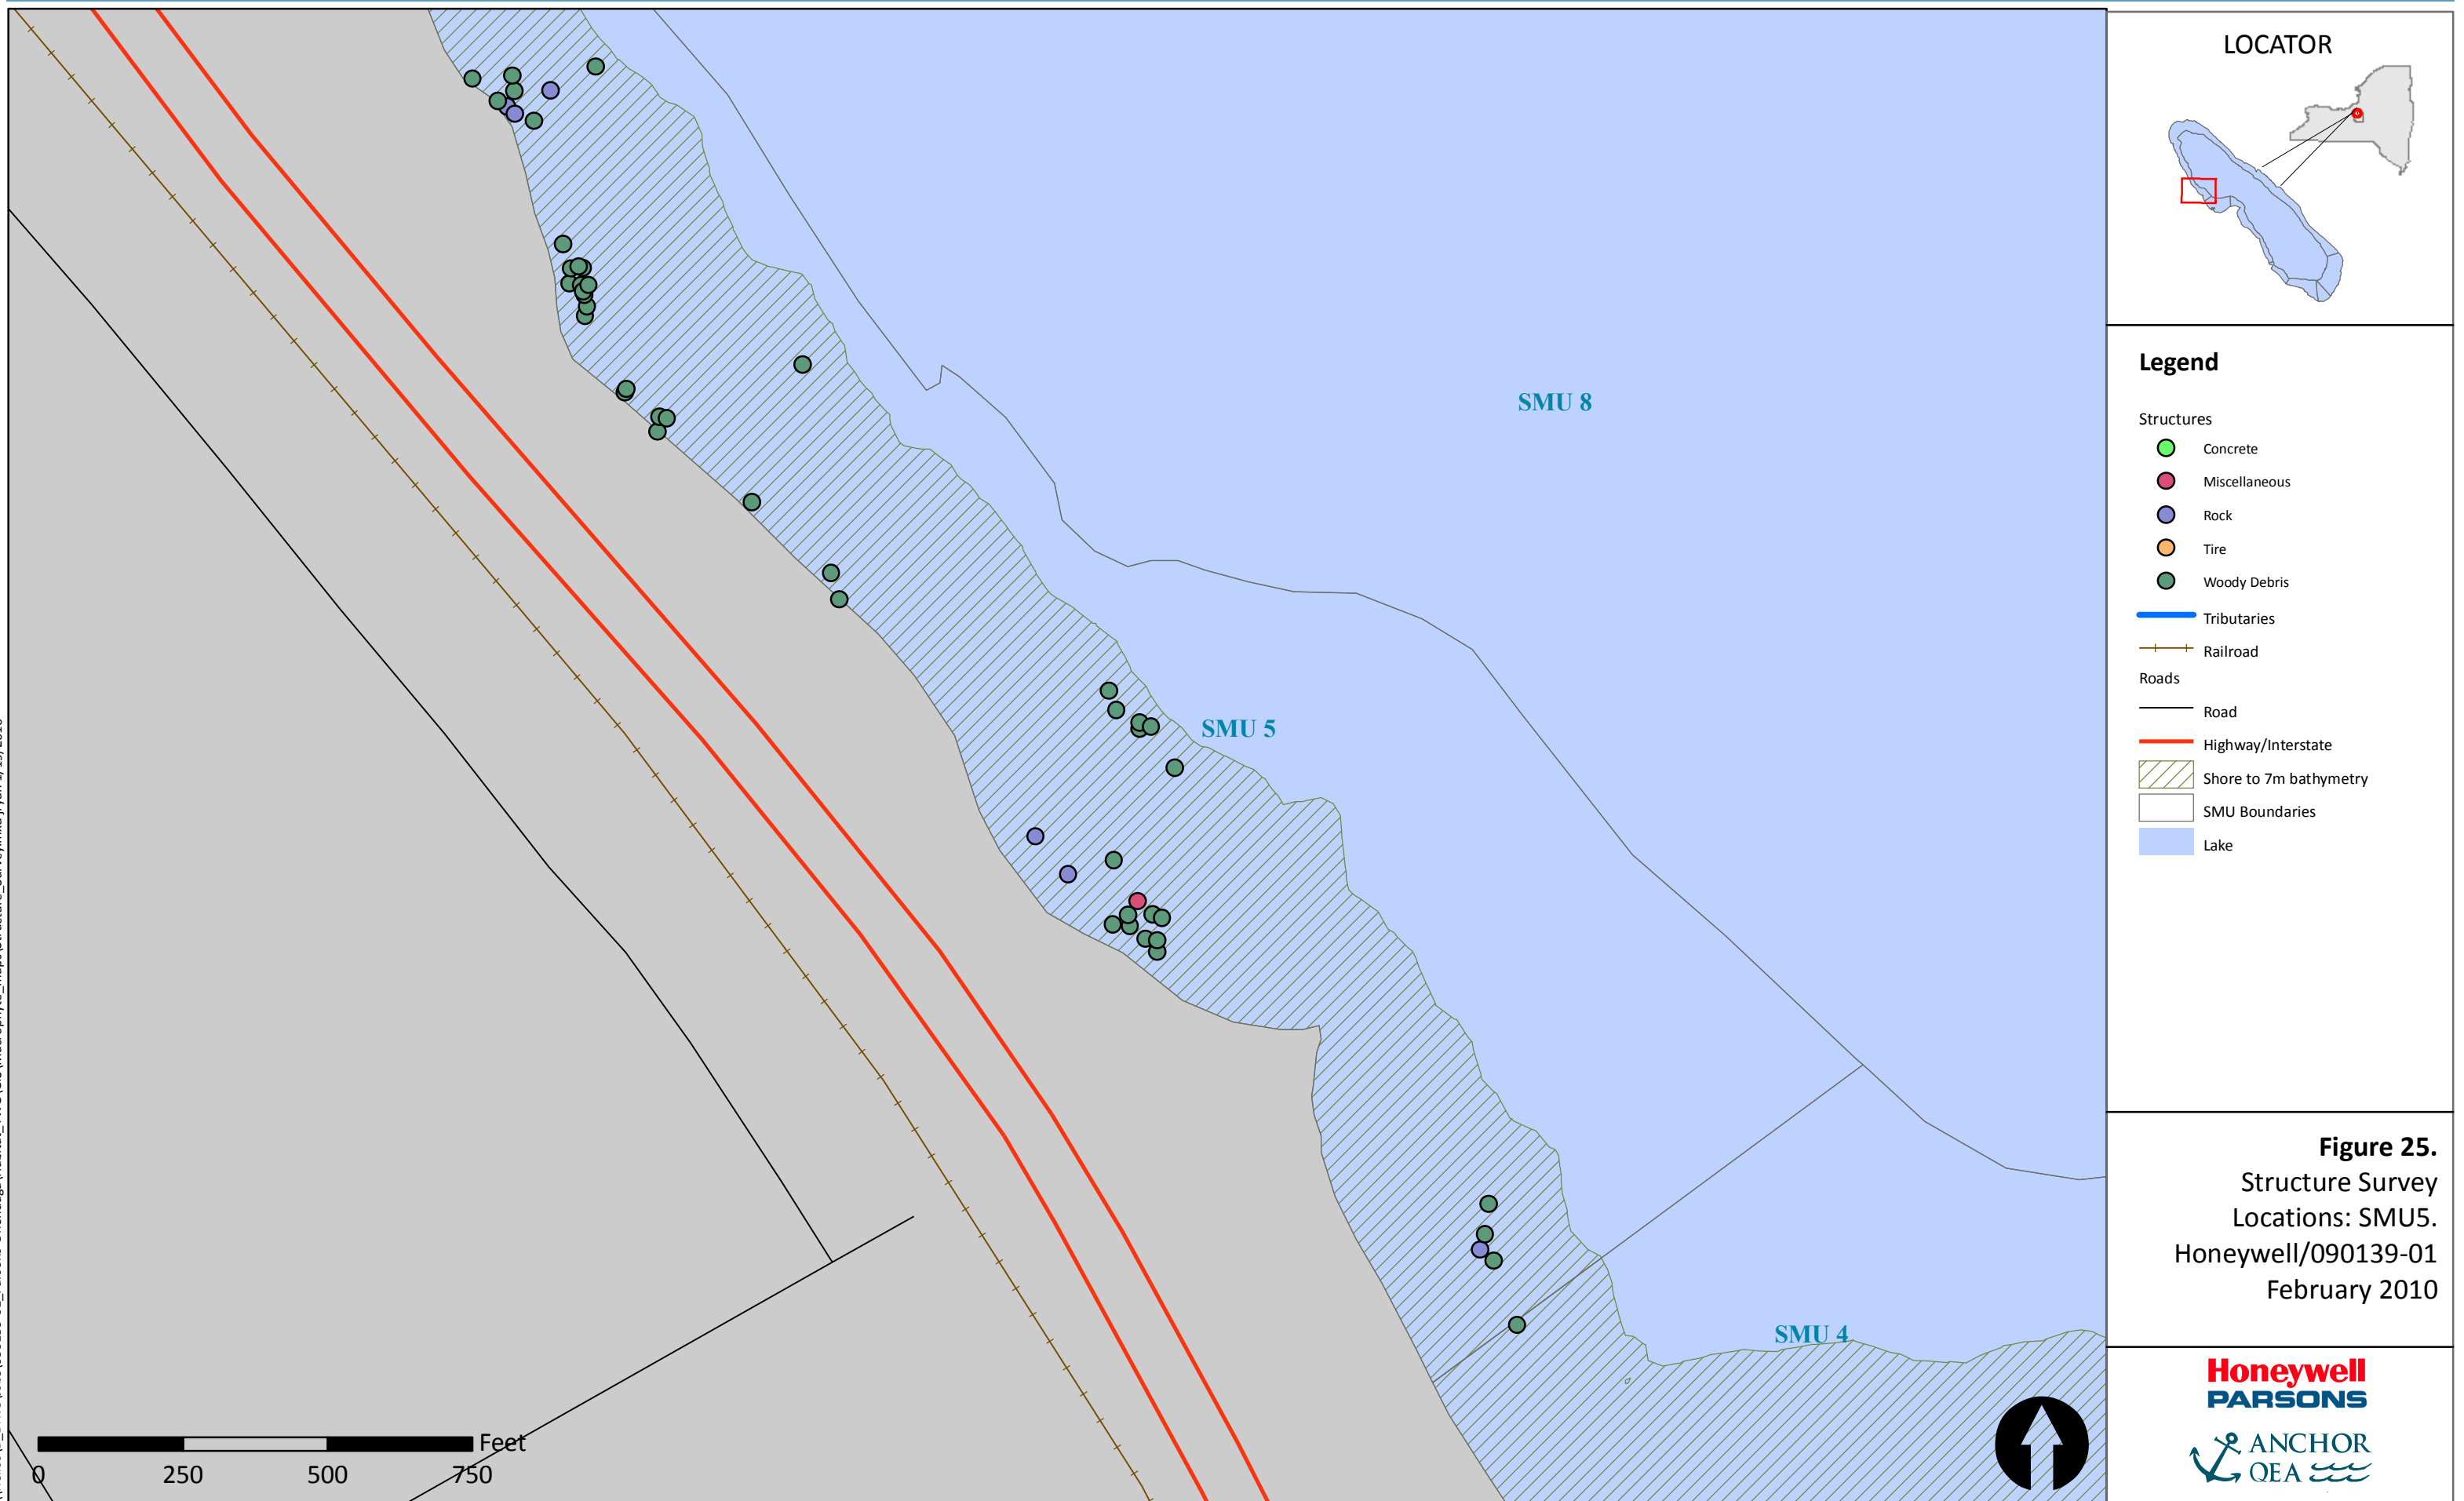 LOCATOR
SMU 8
SMU 5
SMU 4
Feet
0 250 500 750
Legend
Structures
Concrete
Miscellaneous
Rock
Tire
Woody Debris
Tributaries
Railroad
Roads
Road
Highway/Interstate
Shore to 7m bathymetry
SMU Boundaries
Lake
Figure 25.
Structure Survey
Locations: SMU5.
Honeywell/090139-01
February 2010
Honeywell
PARSONS
ANCHOR
QEA